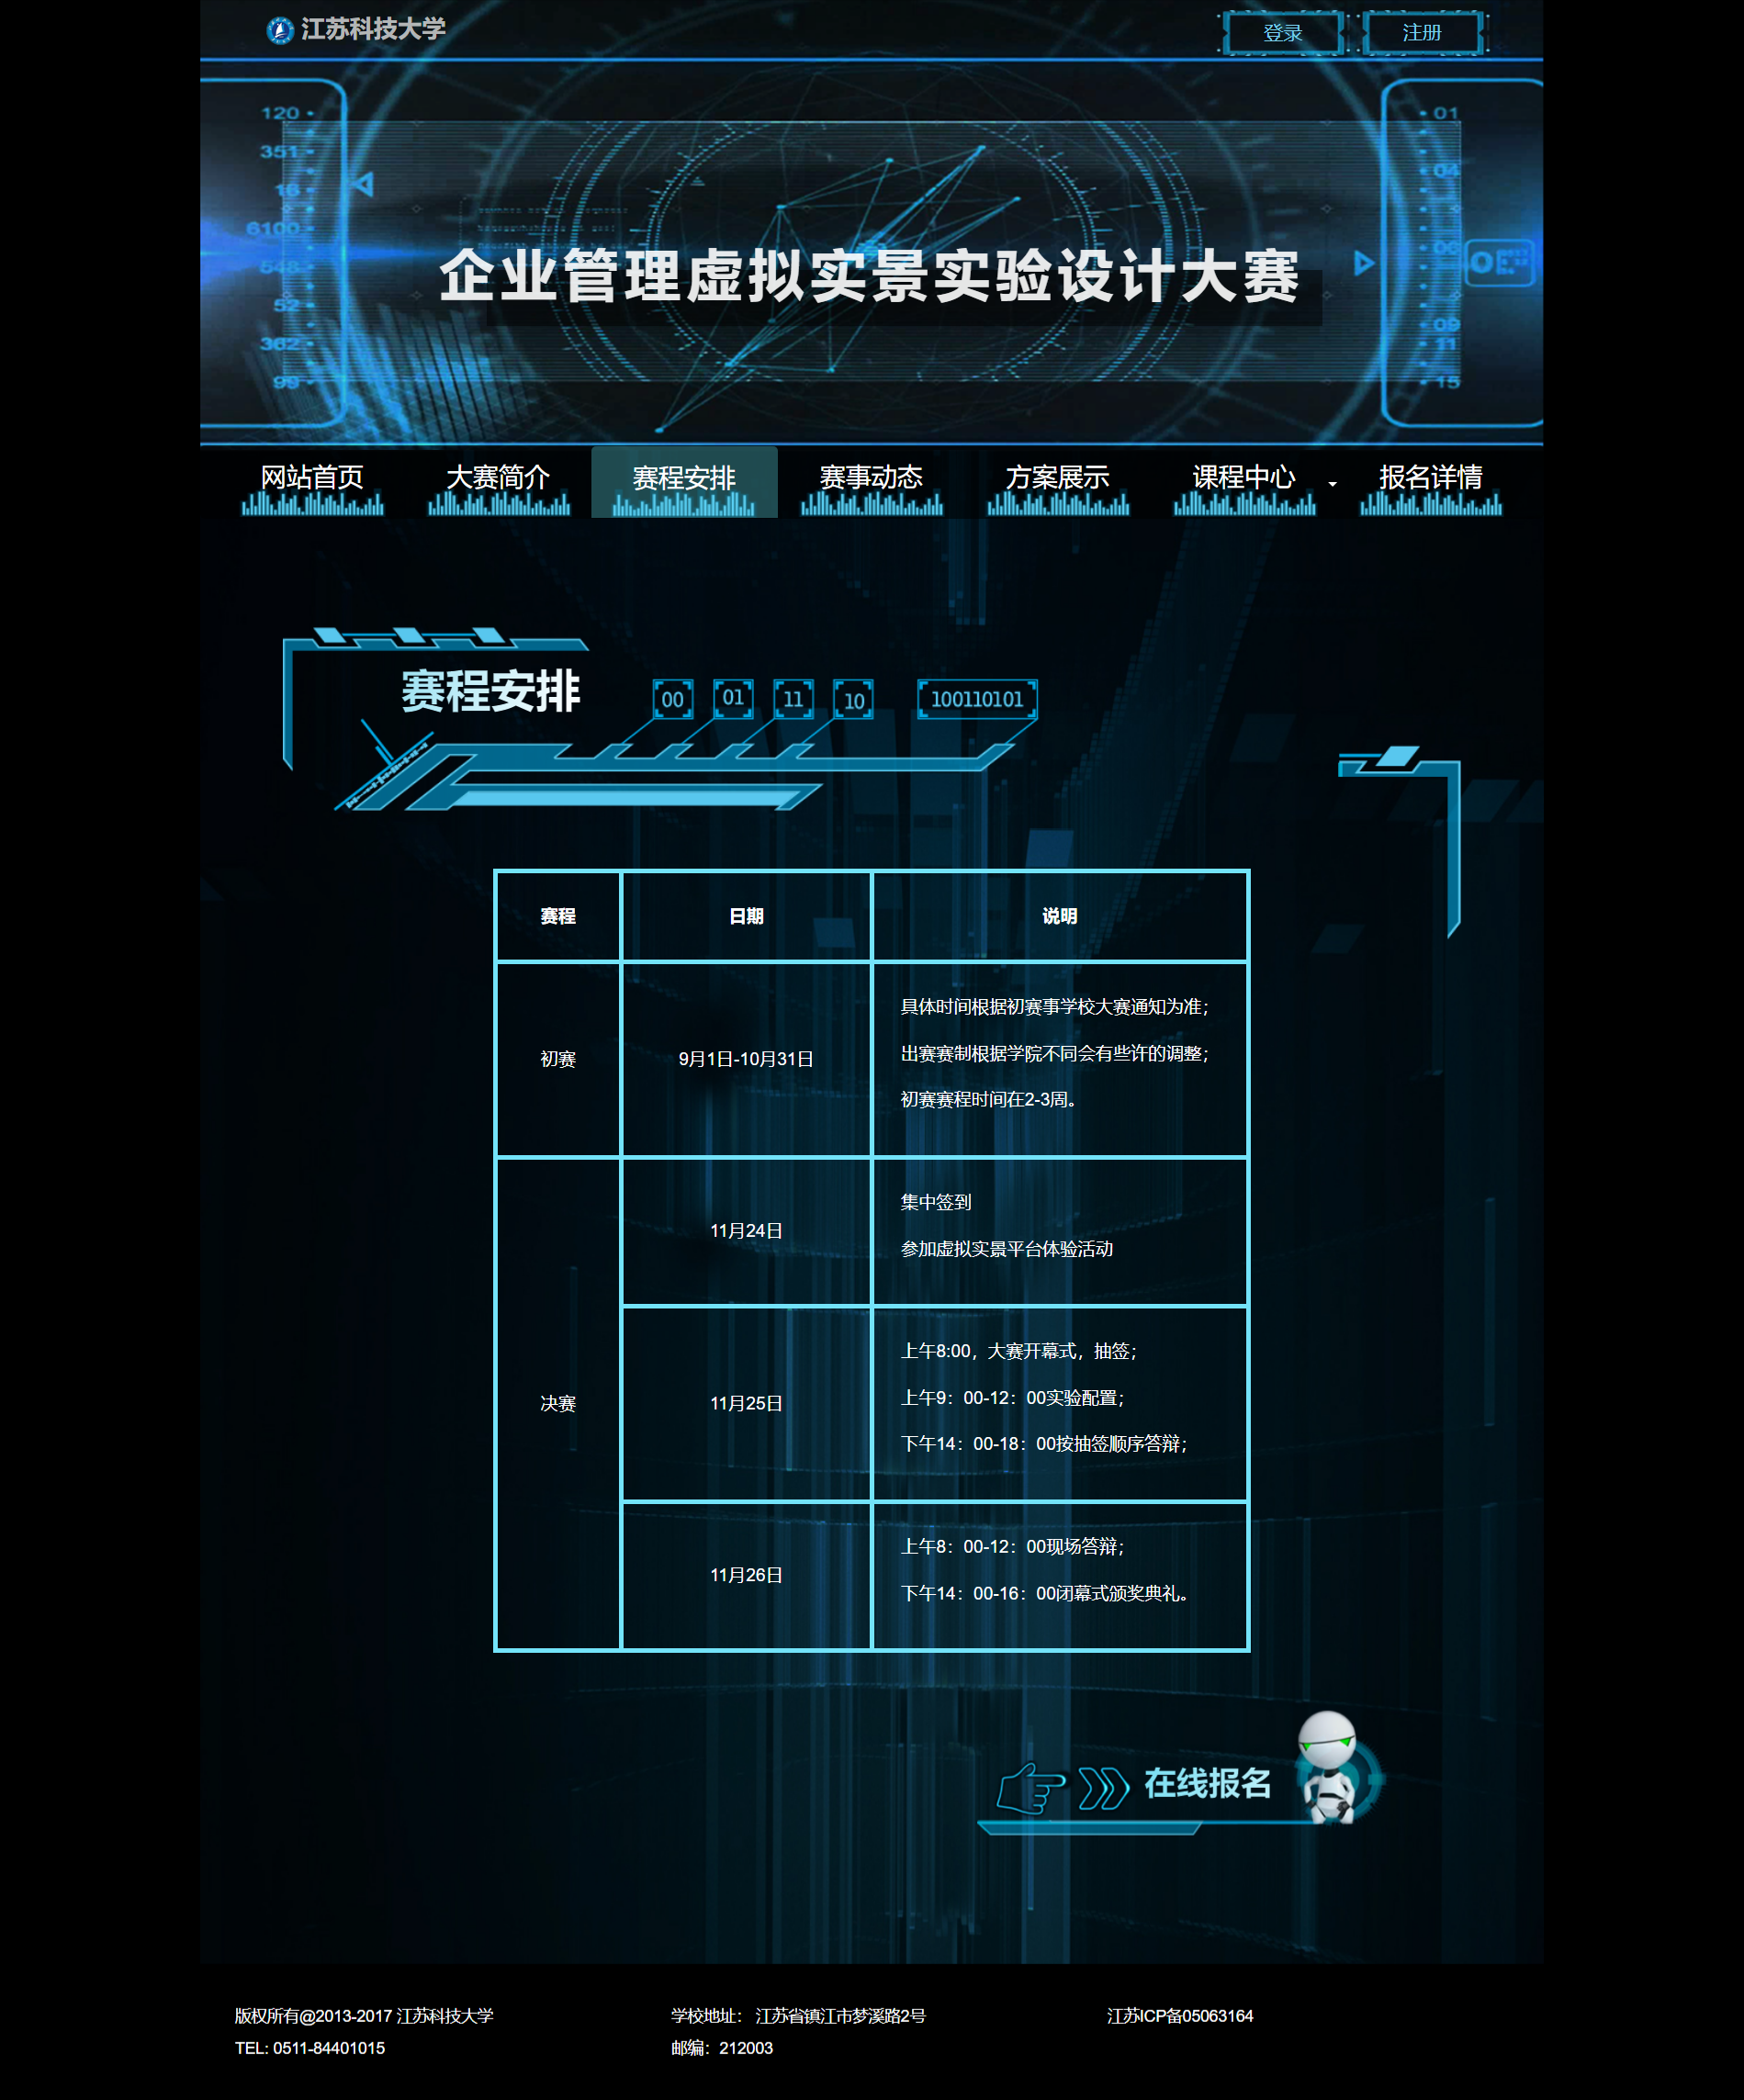 江苏科技大学
登录
注册
120
351
16
6100
548
52
362
99
01
04
06
09
11
15
企业管理虚拟实景实验设计大赛
网站首页 大赛简介 赛程安排 赛事动态 方案展示 课程中心 报名详情
赛程安排
00 01 11 10 100110101
赛程 日期 说明
初赛
9月1日-10月31日
具体时间根据初赛事学校大赛通知为准；
出赛赛制根据学院不同会有些许的调整；
初赛赛程时间在2-3周。
决赛
11月24日
集中签到
参加虚拟实景平台体验活动
11月25日
上午8:00，大赛开幕式，抽签；
上午9：00-12：00实验配置；
下午14：00-18：00按抽签顺序答辩；
11月26日
上午8：00-12：00现场答辩；
下午14：00-16：00闭幕式颁奖典礼。
在线报名
版权所有@2013-2017 江苏科技大学
TEL: 0511-84401015
学校地址： 江苏省镇江市梦溪路2号
邮编：212003
江苏ICP备05063164